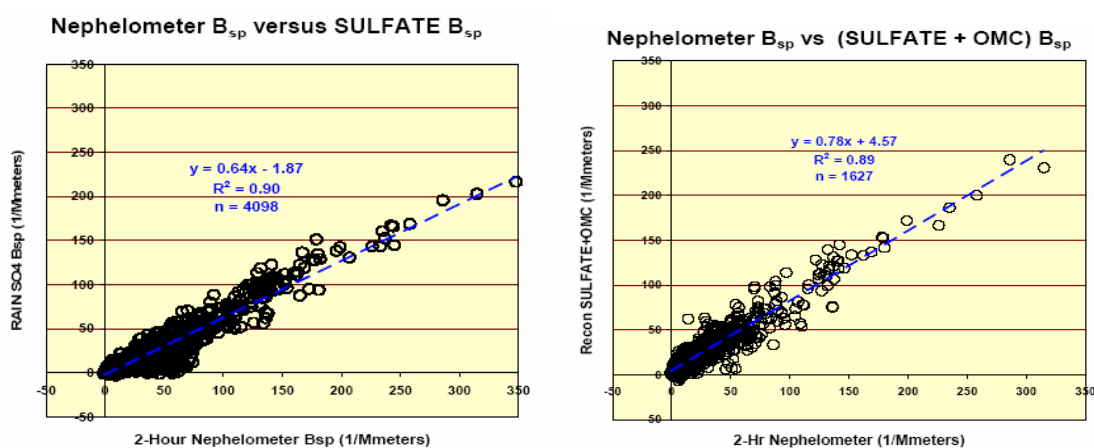 Nephelometer Bsp versus SULFATE Bsp
350
300
250
200
150
100
50
0
-50
-50 0 50 100 150 200 250 300 350
RAIN SO4 Bsp (1/Mmeters)
y = 0.64x - 1.87
R² = 0.90
n = 4098
2-Hour Nephelometer Bsp (1/Mmeters)
Nephelometer Bsp vs (SULFATE + OMC) Bsp
350
300
250
200
150
100
50
0
50
-50 0 50 100 150 200 250 300 350
Recon SULFATE+OMC (1/Mmeters)
y = 0.78x + 4.57
R² = 0.89
n = 1627
2-Hr Nephelometer (1/Mmeters)